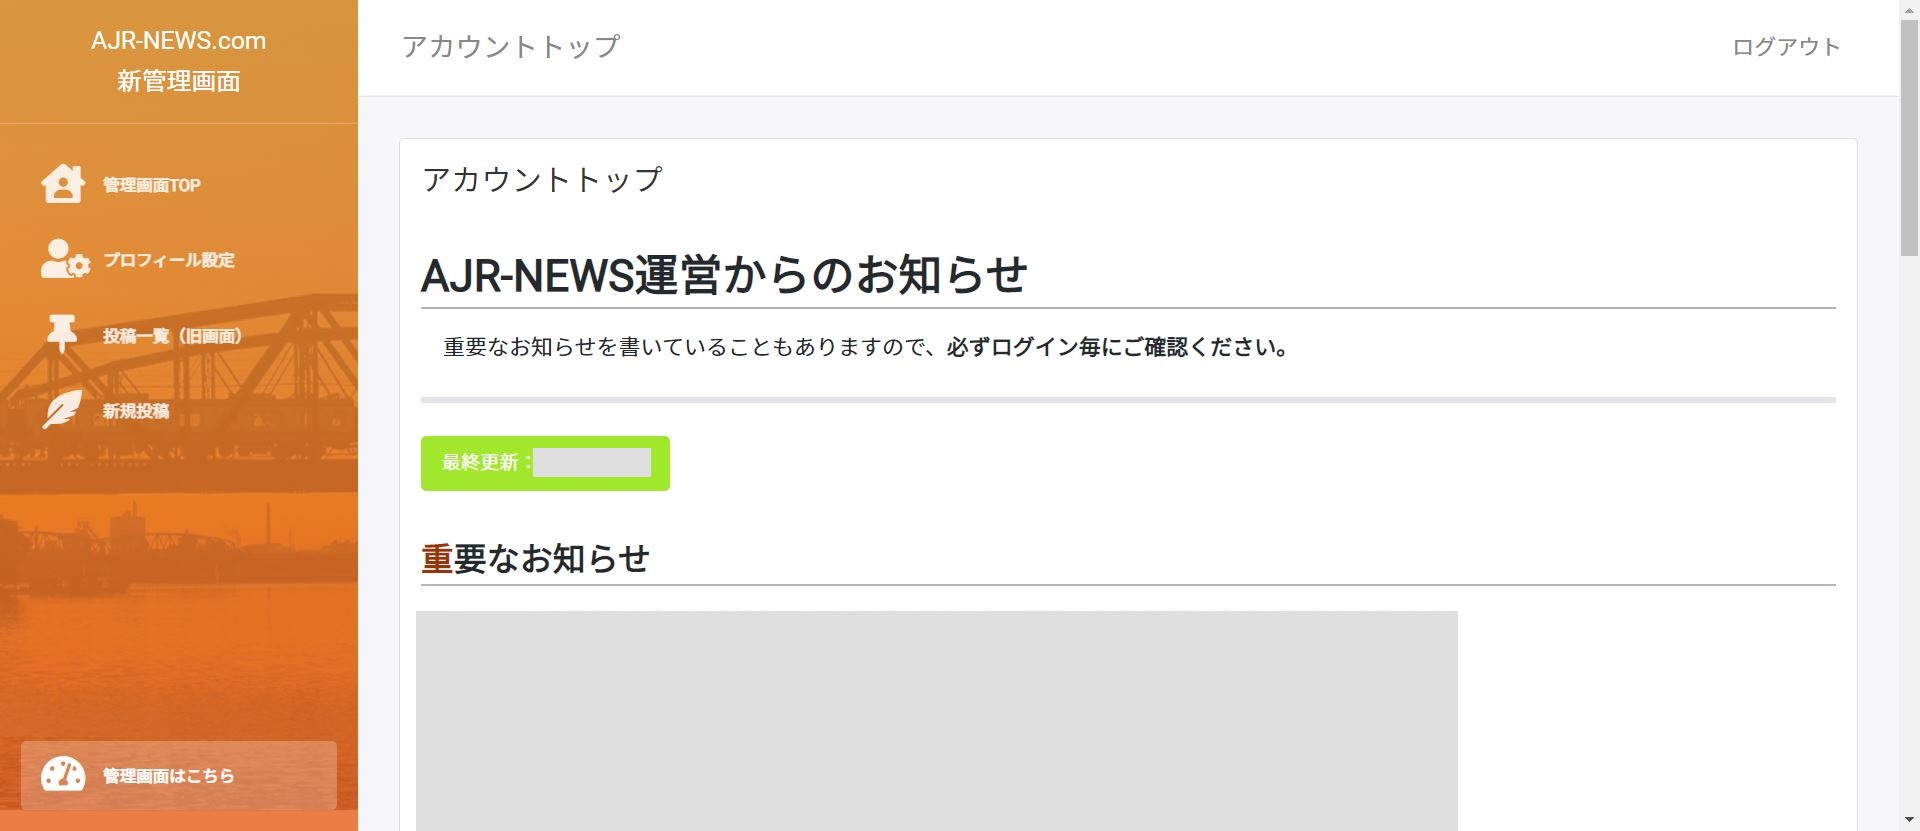 AJR-NEWS.com
新管理画面
管理画面TOP
プロフィール設定
投稿一覧（旧画面）
新規投稿
管理画面はこちら
アカウントトップ
ログアウト
アカウントトップ
AJR-NEWS運営からのお知らせ
重要なお知らせを書いていることもありますので、必ずログイン毎にご確認ください。
最終更新：
重要なお知らせ